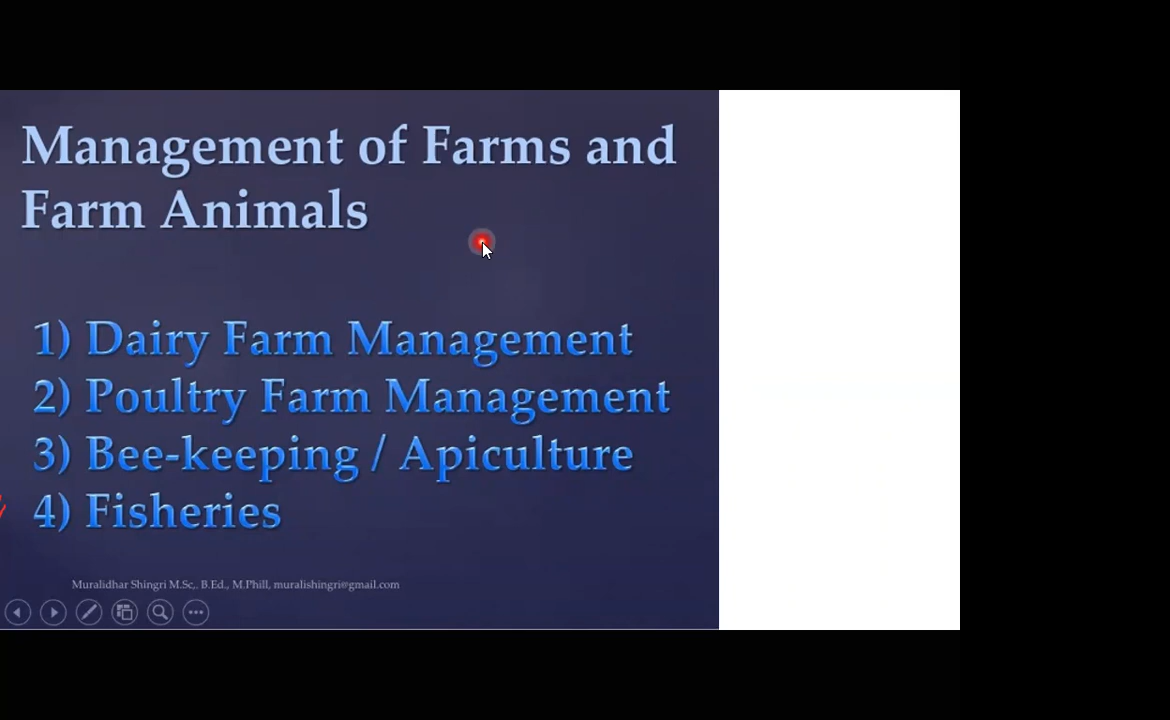 Management of Farms and
Farm Animals
1) Dairy Farm Management
2) Poultry Farm Management
3) Bee-keeping / Apiculture
4) Fisheries
Muralidhar Shingri M.Sc,. B.Ed., M.Phill, muralishingri@gmail.com